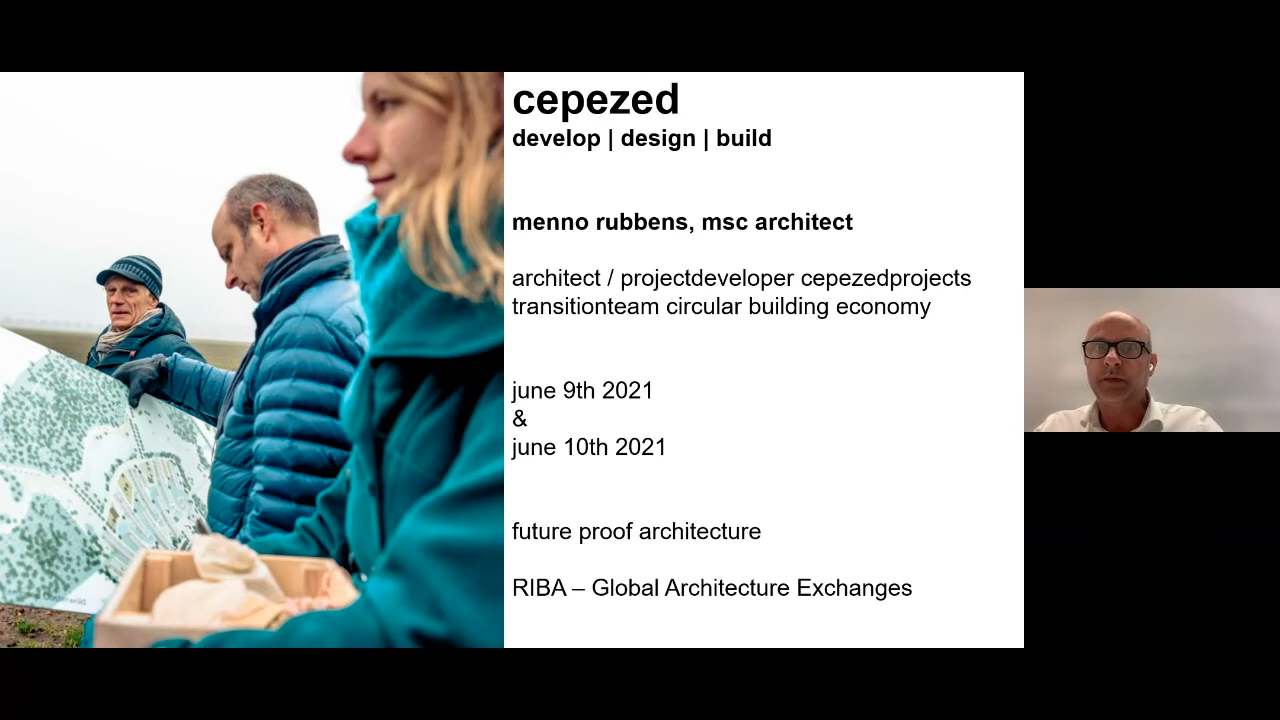 cepezed
develop | design | build
menno rubbens, msc architect
architect / projectdeveloper cepezedprojects
transitionteam circular building economy
june 9th 2021
&
june 10th 2021
future proof architecture
RIBA – Global Architecture Exchanges